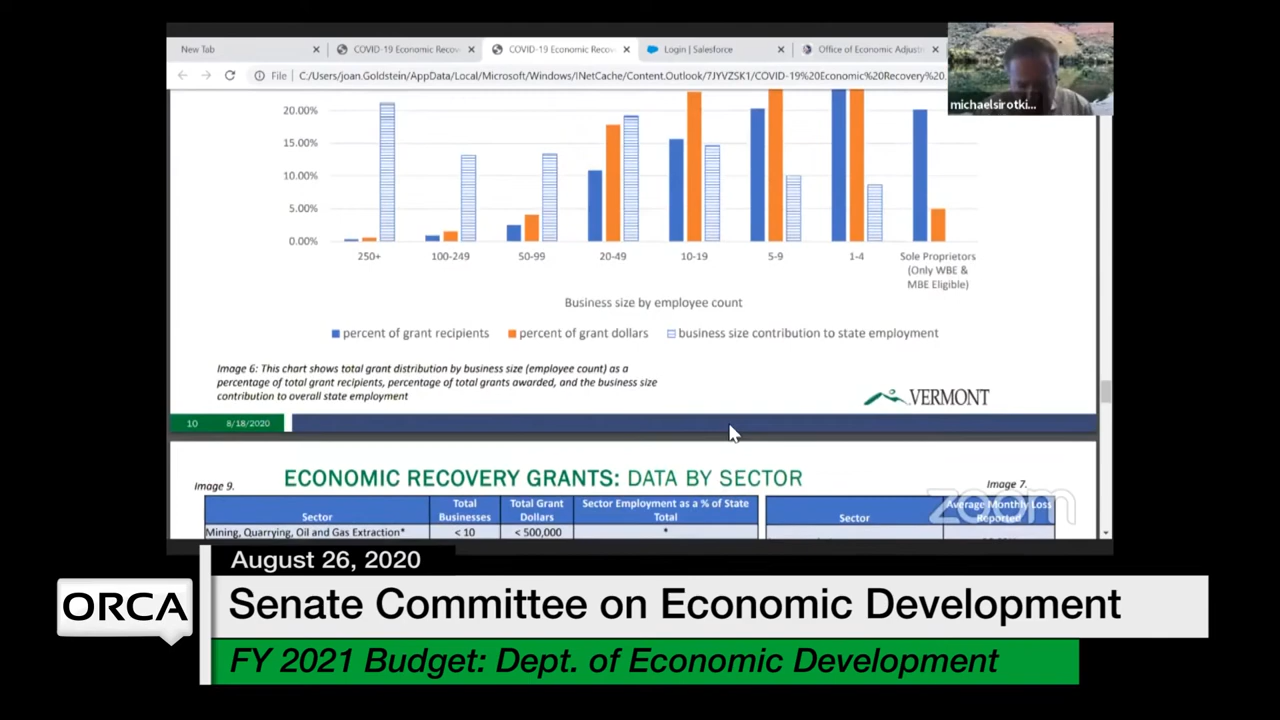 New Tab
COVID-19 Economic Recov
COVID-19 Economic Recov
Login | Salesforce
Office of Economic Adjustm
File
C:/Users/joan.Goldstein/AppData/Local/Microsoft/Windows/INetCache/Content.Outlook/7JYVZSK1/COVID-19%20Economic%20Recovery%20.
michaelsirotki...
20.00%
15.00%
10.00%
5.00%
0.00%
250+
100-249
50-99
20-49
10-19
5-9
1-4
Sole Proprietors
(Only WBE &
MBE Eligible)
Business size by employee count
percent of grant recipients
percent of grant dollars
business size contribution to state employment
Image 6: This chart shows total grant distribution by business size (employee count) as a
percentage of total grant recipients, percentage of total grants awarded, and the business size
contribution to overall state employment
VERMONT
10
8/18/2020
ECONOMIC RECOVERY GRANTS: DATA BY SECTOR
Image 9.
Image 7.
Sector
Total
Businesses
Total Grant
Dollars
Sector Employment as a % of State
Total
Sector
Average Monthly Loss
Reported
zoom
Mining, Quarrying, Oil and Gas Extraction*
< 10
< 500,000
*
August 26, 2020
ORCA
Senate Committee on Economic Development
FY 2021 Budget: Dept. of Economic Development